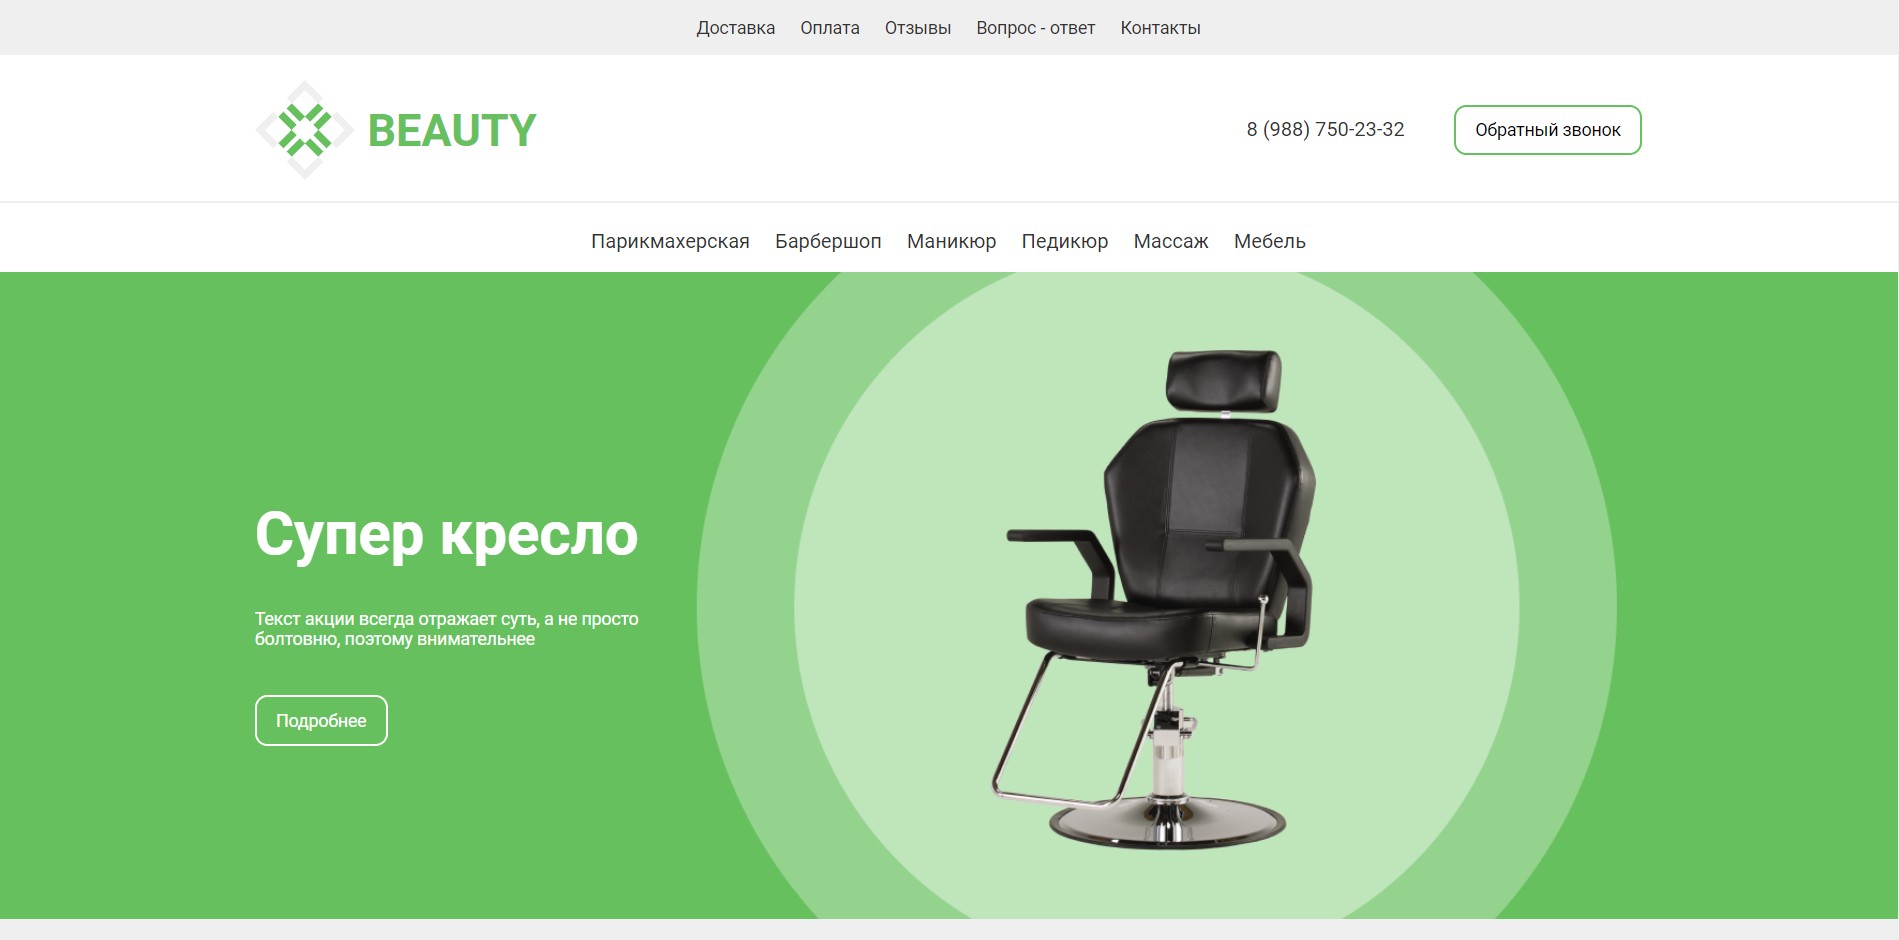 Доставка Оплата Отзывы Вопрос - ответ Контакты
BEAUTY
8 (988) 750-23-32
Обратный звонок
Парикмахерская Барбершоп Маникюр Педикюр Массаж Мебель
Супер кресло
Текст акции всегда отражает суть, а не просто
болтовню, поэтому внимательнее
Подробнее